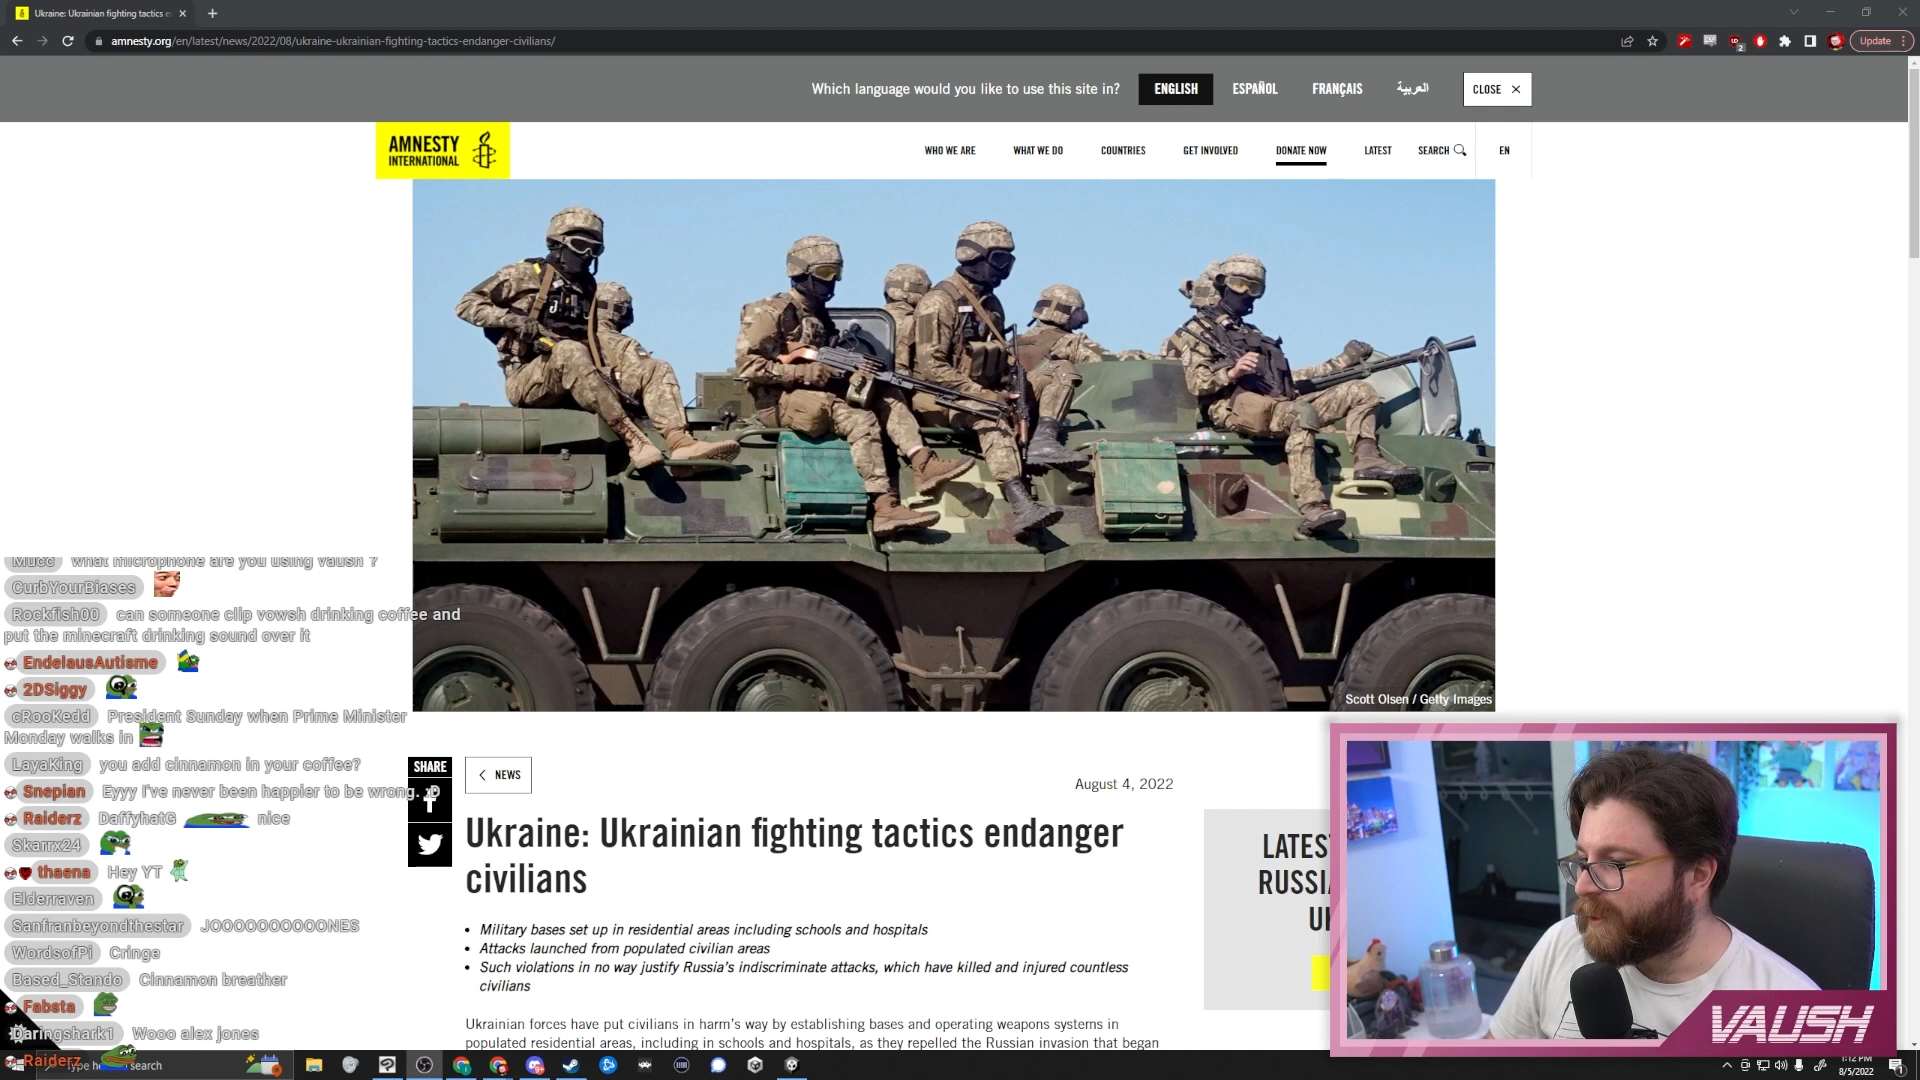 Ukraine: Ukrainian fighting tactics e
amnesty.org/en/latest/news/2022/08/ukraine-ukrainian-fighting-tactics-endanger-civilians/
2
Update
Which language would you like to use this site in?
ENGLISH
ESPAÑOL
FRANÇAIS
العربية
CLOSE
AMNESTY
INTERNATIONAL
WHO WE ARE
WHAT WE DO
COUNTRIES
GET INVOLVED
DONATE NOW
LATEST
SEARCH
EN
Scott Olsen / Getty Images
Mucc what microphone are you using vaush ?
CurbYourBiases
Rockfish00 can someone clip vowsh drinking coffee and
put the minecraft drinking sound over it
EndelausAutisme
2DSiggy
cRooKedd President Sunday when Prime Minister
Monday walks in
LayaKing you add cinnamon in your coffee?
Snepian Eyyy I've never been happier to be wrong. :D
Raiderz DaffyhatG nice
Skarrx24
thaena Hey YT
Elderraven
Sanfranbeyondthestar JOOOOOOOOOONES
WordsofPi Cringe
Based_Stando Cinnamon breather
Fabsta
Daringshark1 Wooo alex jones
Raiderz
SHARE
NEWS
August 4, 2022
Ukraine: Ukrainian fighting tactics endanger
civilians
• Military bases set up in residential areas including schools and hospitals
• Attacks launched from populated civilian areas
• Such violations in no way justify Russia's indiscriminate attacks, which have killed and injured countless
civilians
Ukrainian forces have put civilians in harm's way by establishing bases and operating weapons systems in
populated residential areas, including in schools and hospitals, as they repelled the Russian invasion that began
LATES
RUSSI
VAUSH
search
1:12 PM
8/5/2022